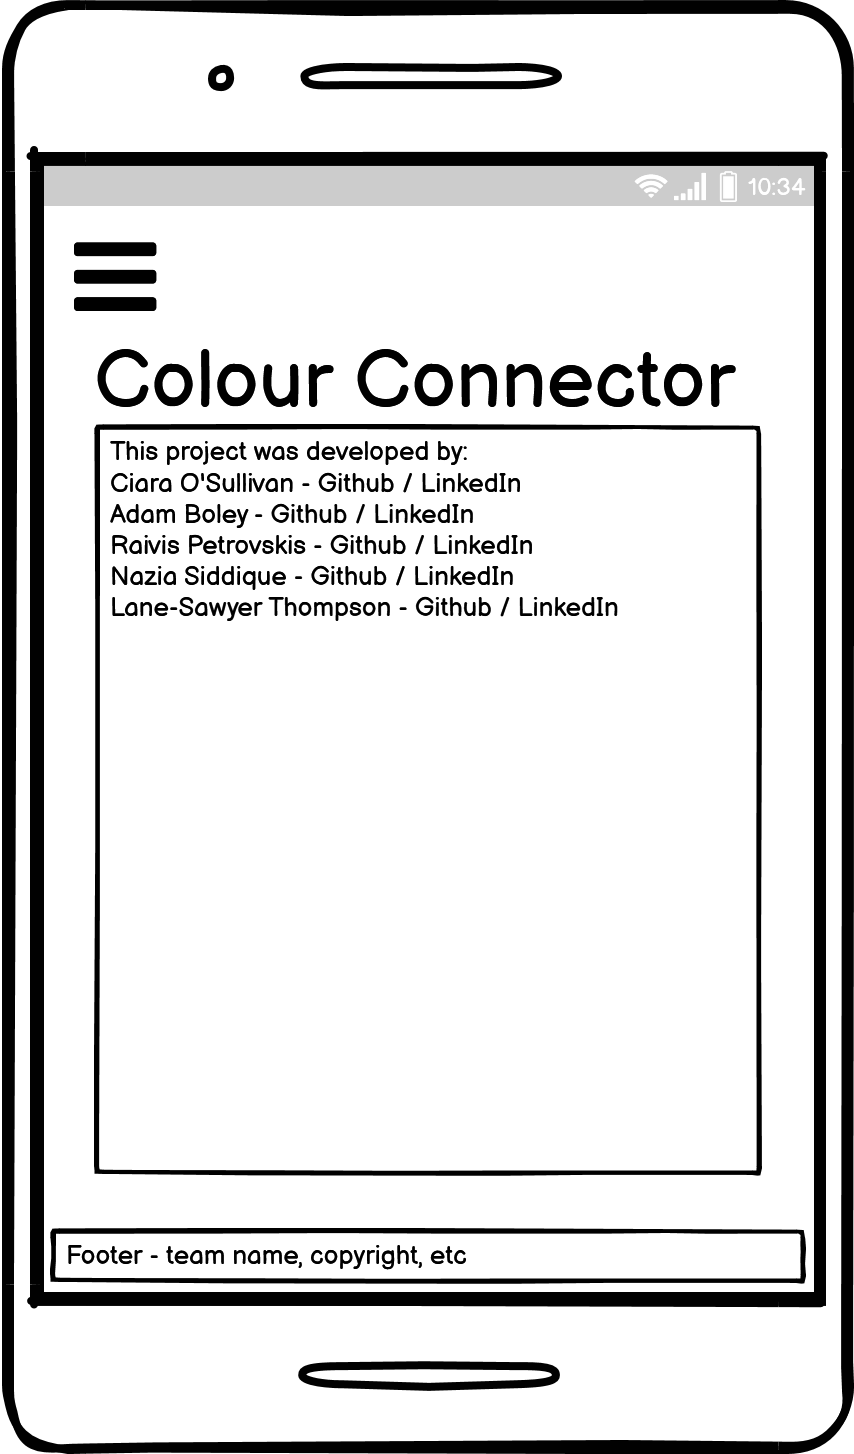 10:34
Colour Connector
This project was developed by:
Ciara O'Sullivan - Github / LinkedIn
Adam Boley - Github / LinkedIn
Raivis Petrovskis - Github / LinkedIn
Nazia Siddique - Github / LinkedIn
Lane-Sawyer Thompson - Github / LinkedIn
Footer - team name, copyright, etc